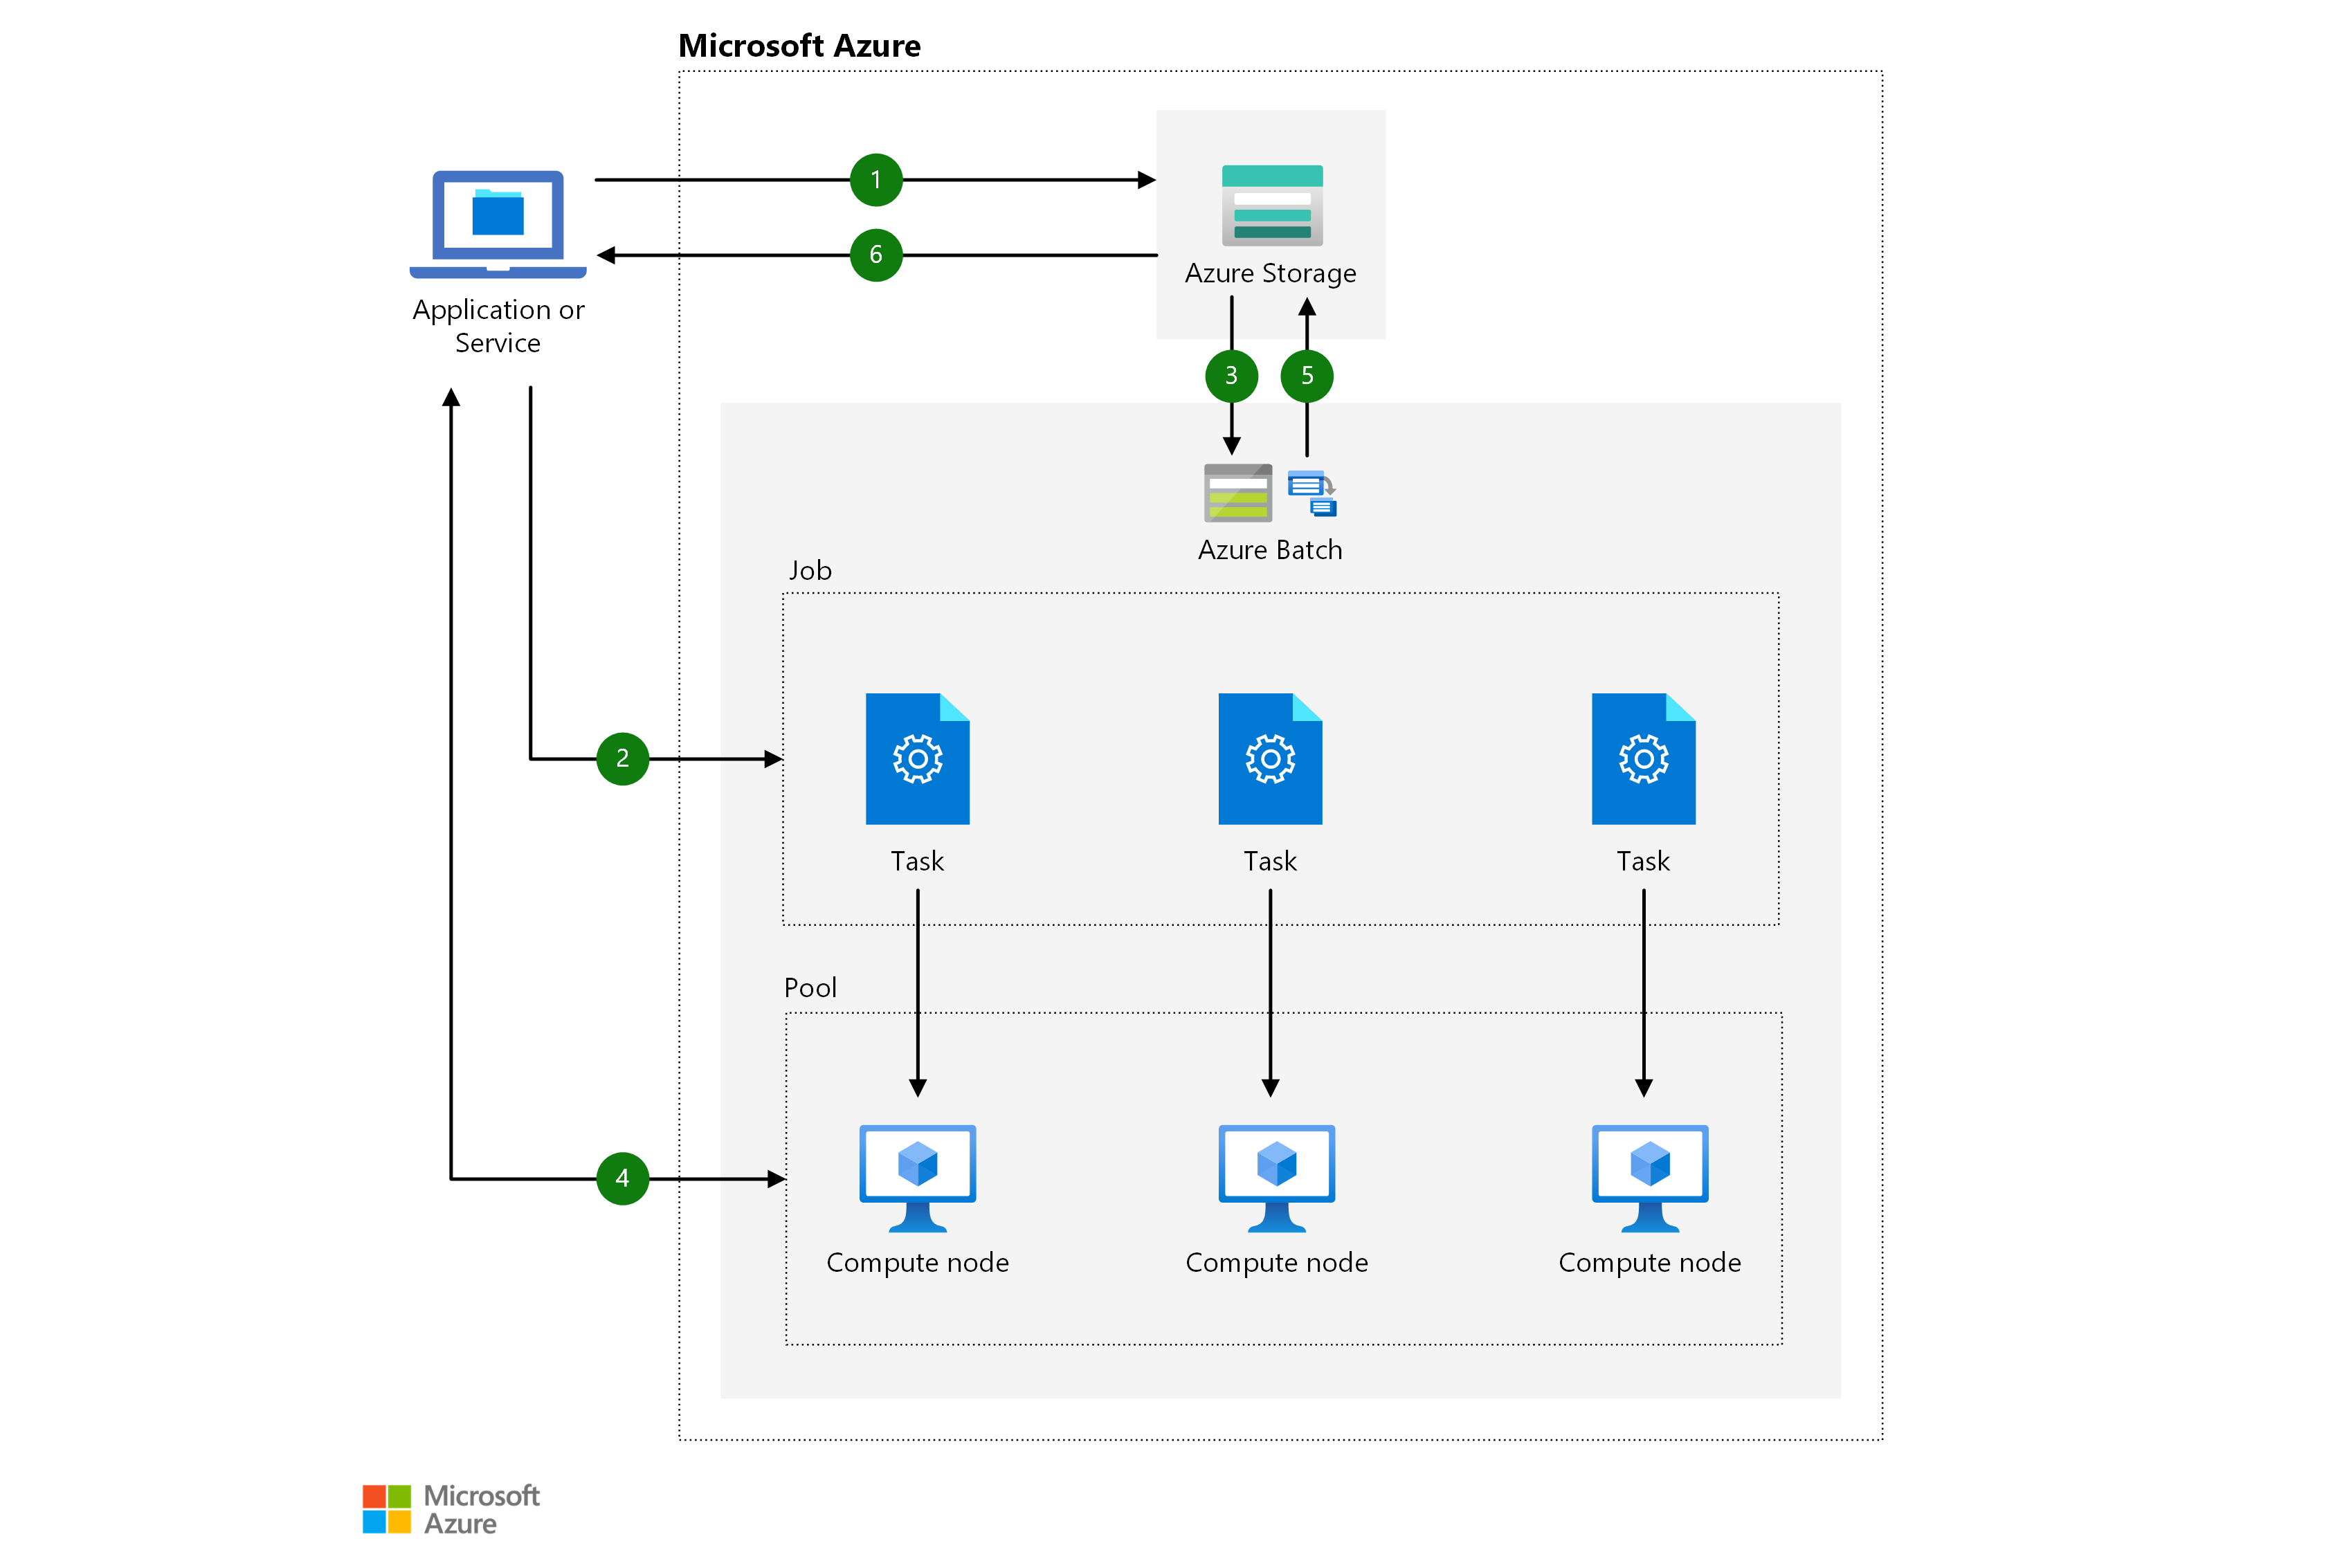 Microsoft Azure
1
6
Azure Storage
Application or
Service
3
5
Azure Batch
Job
2
Task
Task
Task
Pool
4
Compute node
Compute node
Compute node
Microsoft
Azure